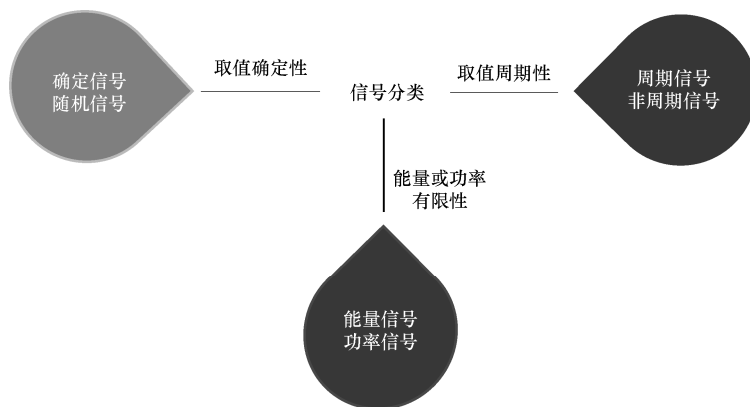 确定信号
随机信号
取值确定性
信号分类
取值周期性
周期信号
非周期信号
能量或功率
有限性
能量信号
功率信号